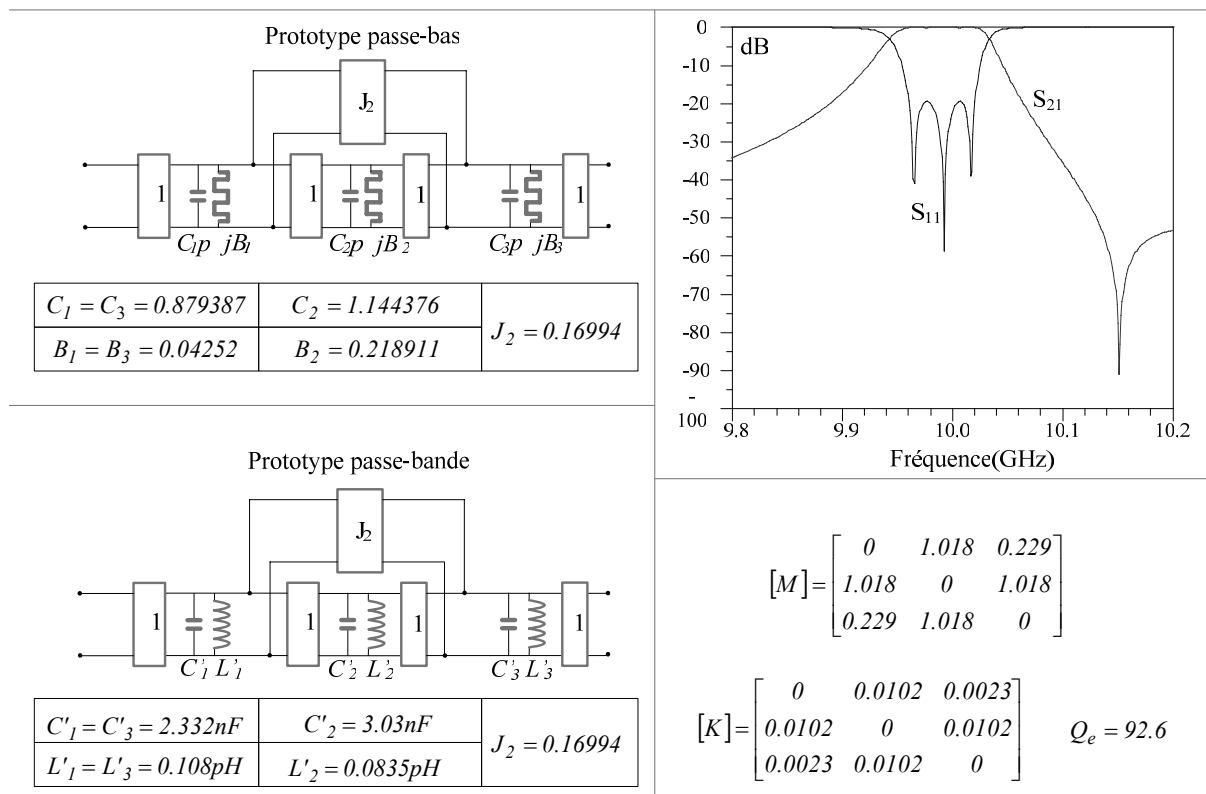 Prototype passe-bas
J2
1 1 1 1
C1p jB1 C2p jB2 C3p jB3
C1 = C3 = 0.879387 C2 = 1.144376 J2 = 0.16994
B1 = B3 = 0.04252 B2 = 0.218911
Prototype passe-bande
J2
1 1 1 1
C'1 L'1 C'2 L'2 C'3 L'3
C'1 = C'3 = 2.332nF C'2 = 3.03nF J2 = 0.16994
L'1 = L'3 = 0.108pH L'2 = 0.0835pH
0
dB
-10
-20
S21
-30
-40
S11
-50
-60
-70
-80
-90
-
100
9.8 9.9 10.0 10.1 10.2
Fréquence(GHz)
0 1.018 0.229
[M]= 1.018 0 1.018
0.229 1.018 0
0 0.0102 0.0023
[K]= 0.0102 0 0.0102 Qe = 92.6
0.0023 0.0102 0